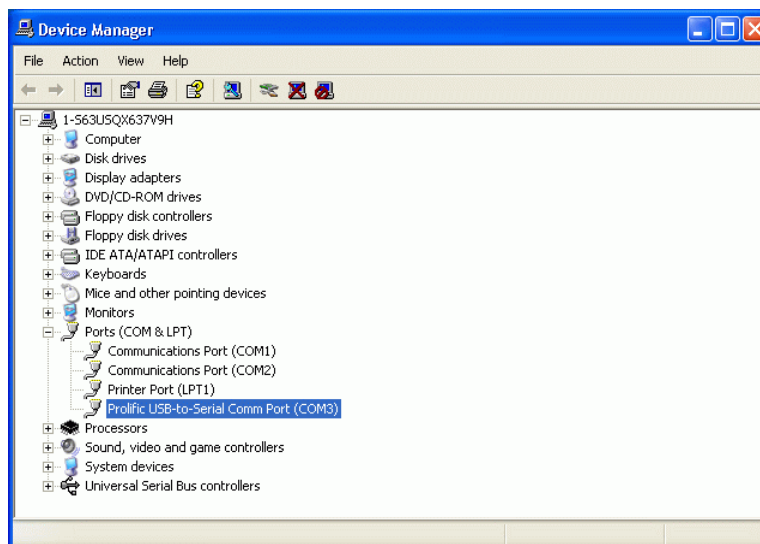 Device Manager
File Action View Help
1-S63USQX637V9H
Computer
Disk drives
Display adapters
DVD/CD-ROM drives
Floppy disk controllers
Floppy disk drives
IDE ATA/ATAPI controllers
Keyboards
Mice and other pointing devices
Monitors
Ports (COM & LPT)
Communications Port (COM1)
Communications Port (COM2)
Printer Port (LPT1)
Prolific USB-to-Serial Comm Port (COM3)
Processors
Sound, video and game controllers
System devices
Universal Serial Bus controllers